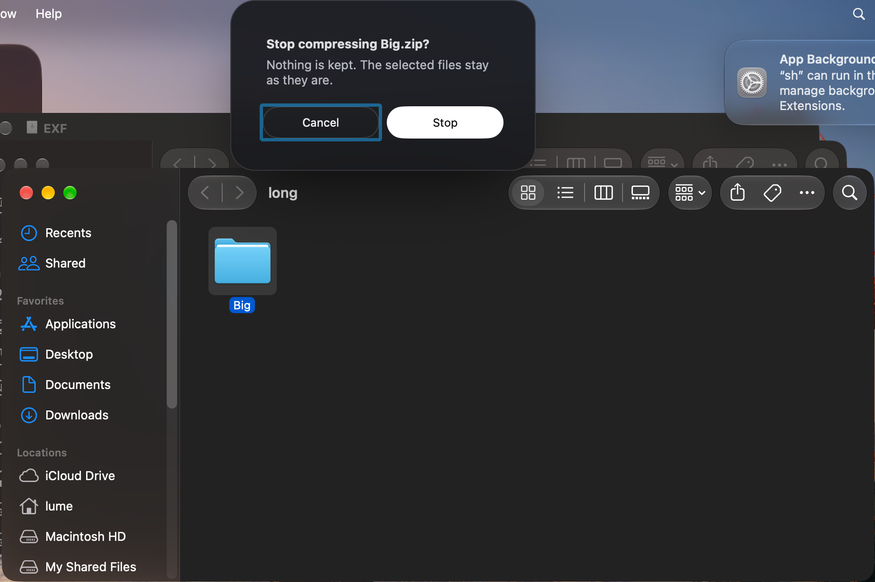 ow Help
Stop compressing Big.zip?
Nothing is kept. The selected files stay
as they are.
Cancel Stop
App Background
“sh” can run in th
manage backgro
Extensions.
EXF
long
Recents
Shared
Favorites
Applications
Desktop
Documents
Downloads
Locations
iCloud Drive
lume
Macintosh HD
My Shared Files
Big